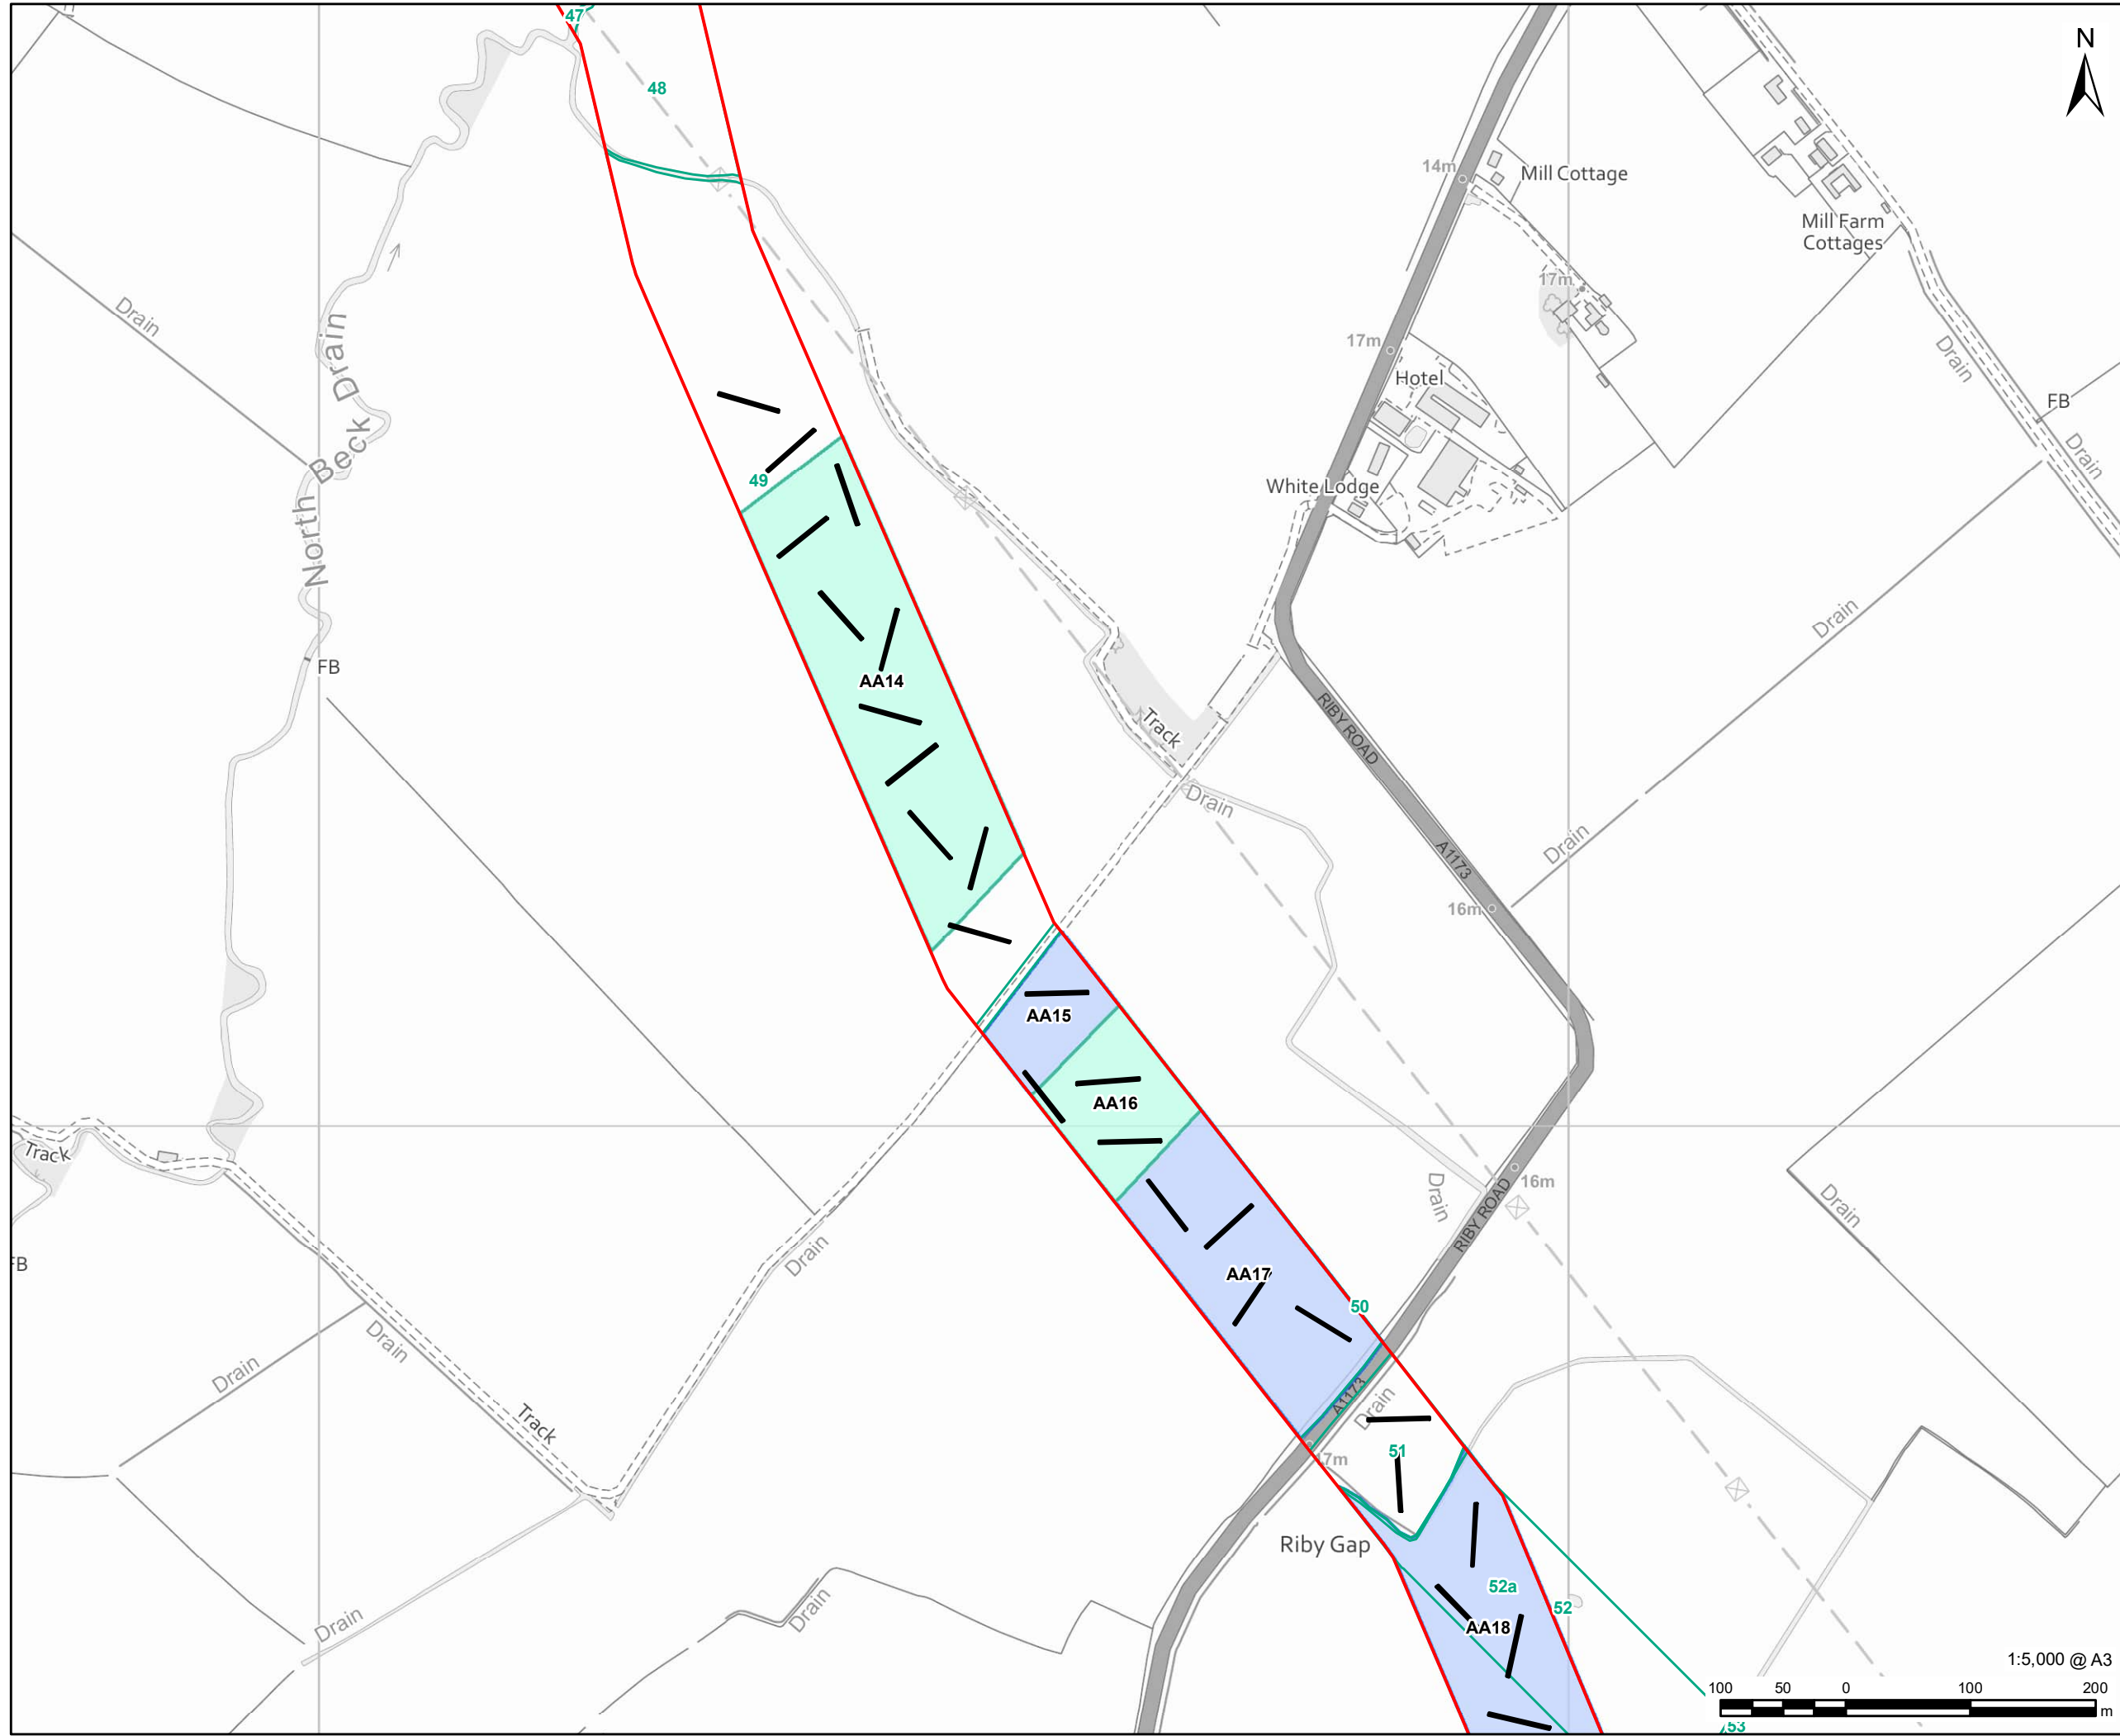 47
N
48
14m
Mill Cottage
Mill Farm
Cottages
17m
Drain
17m
Hotel
Drain
FB
Drain
North Beck Drain
49
White Lodge
Drain
FB
AA14
Track
RIBY ROAD
Drain
Drain
A1173
16m
AA15
AA16
Track
16m
Drain
Drain
RIBY ROAD
Drain
FB
AA17
50
Drain
Drain
A1173
Drain
Track
51
17m
Riby Gap
52a
52
Drain
Drain
AA18
1:5,000 @ A3
100 50 0 100 200
m
53